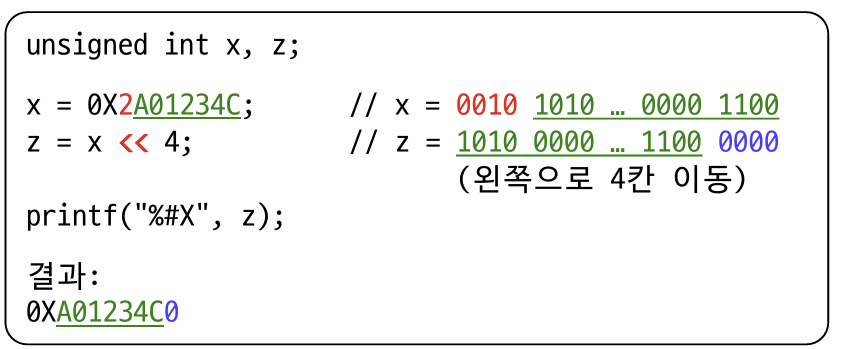 unsigned int x, z;
x = 0X2A01234C; // x = 0010 1010 … 0000 1100
z = x << 4; // z = 1010 0000 … 1100 0000
(왼쪽으로 4칸 이동)
printf("%#X", z);
결과:
0XA01234C0